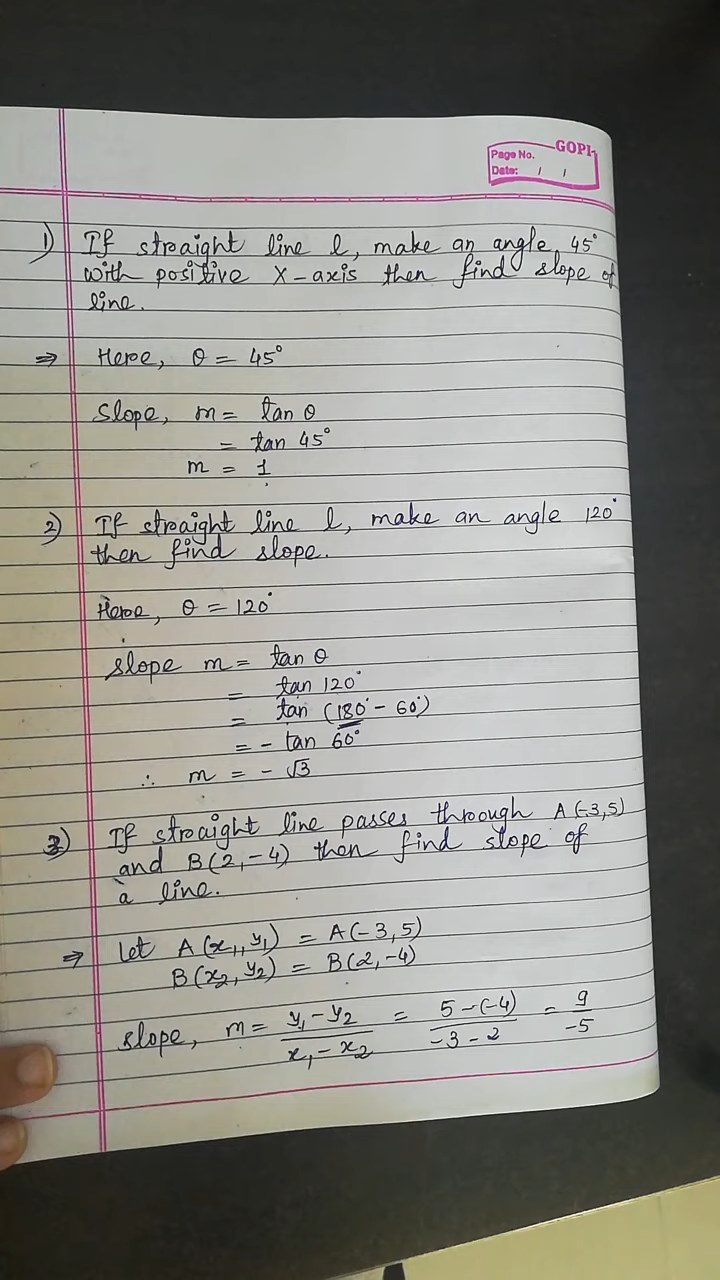 GOPI
Page No.
Date: / /
1) If straight line l, make an angle 45°
with positive X-axis then find slope of
line.
⇒ Here, θ = 45°
Slope, m = tan θ
= tan 45°
m = 1
2) If straight line l, make an angle 120°
then find slope.
Here, θ = 120°
slope m = tan θ
= tan 120°
= tan (180° - 60°)
= - tan 60°
∴ m = - √3
3) If straight line passes through A(-3,5)
and B(2,-4) then find slope of
a line.
⇒ Let A(x₁, y₁) = A(-3, 5)
B(x₂, y₂) = B(2, -4)
slope, m = (y₁ - y₂)/(x₁ - x₂) = (5 - (-4))/(-3 - 2) = 9/-5